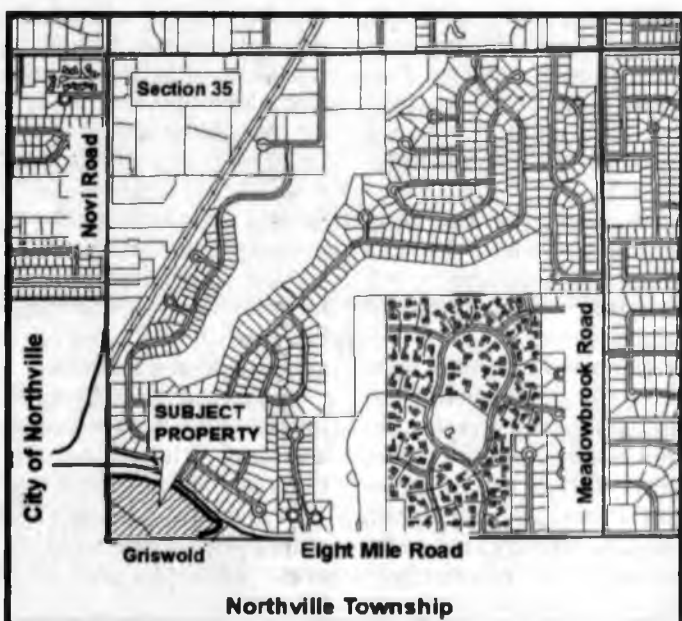 Section 35
Novi Road
City of Northville
SUBJECT
PROPERTY
Meadowbrook Road
Griswold
Eight Mile Road
Northville Township